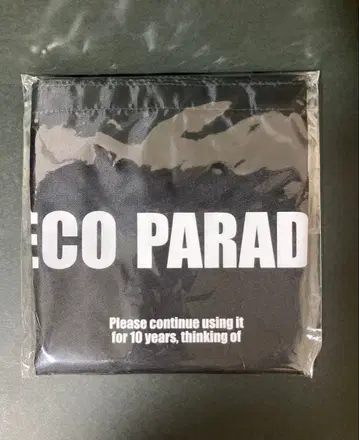 ECO PARAD
Please continue using it
for 10 years, thinking of